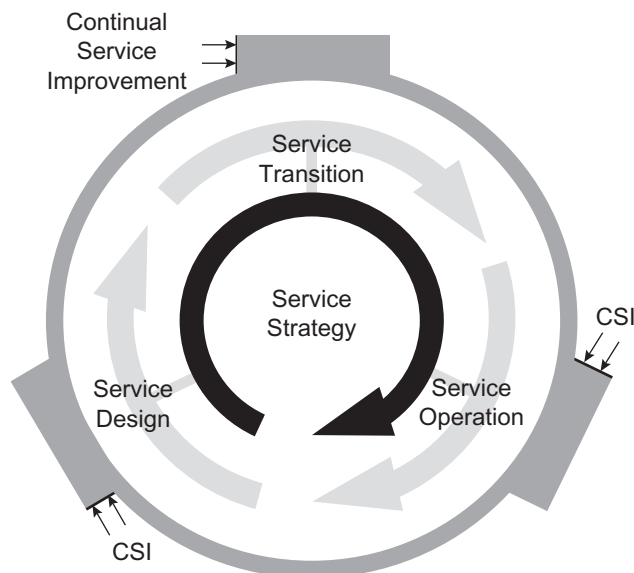 Continual
Service
Improvement
Service
Transition
Service
Strategy
CSI
Service
Design
Service
Operation
CSI